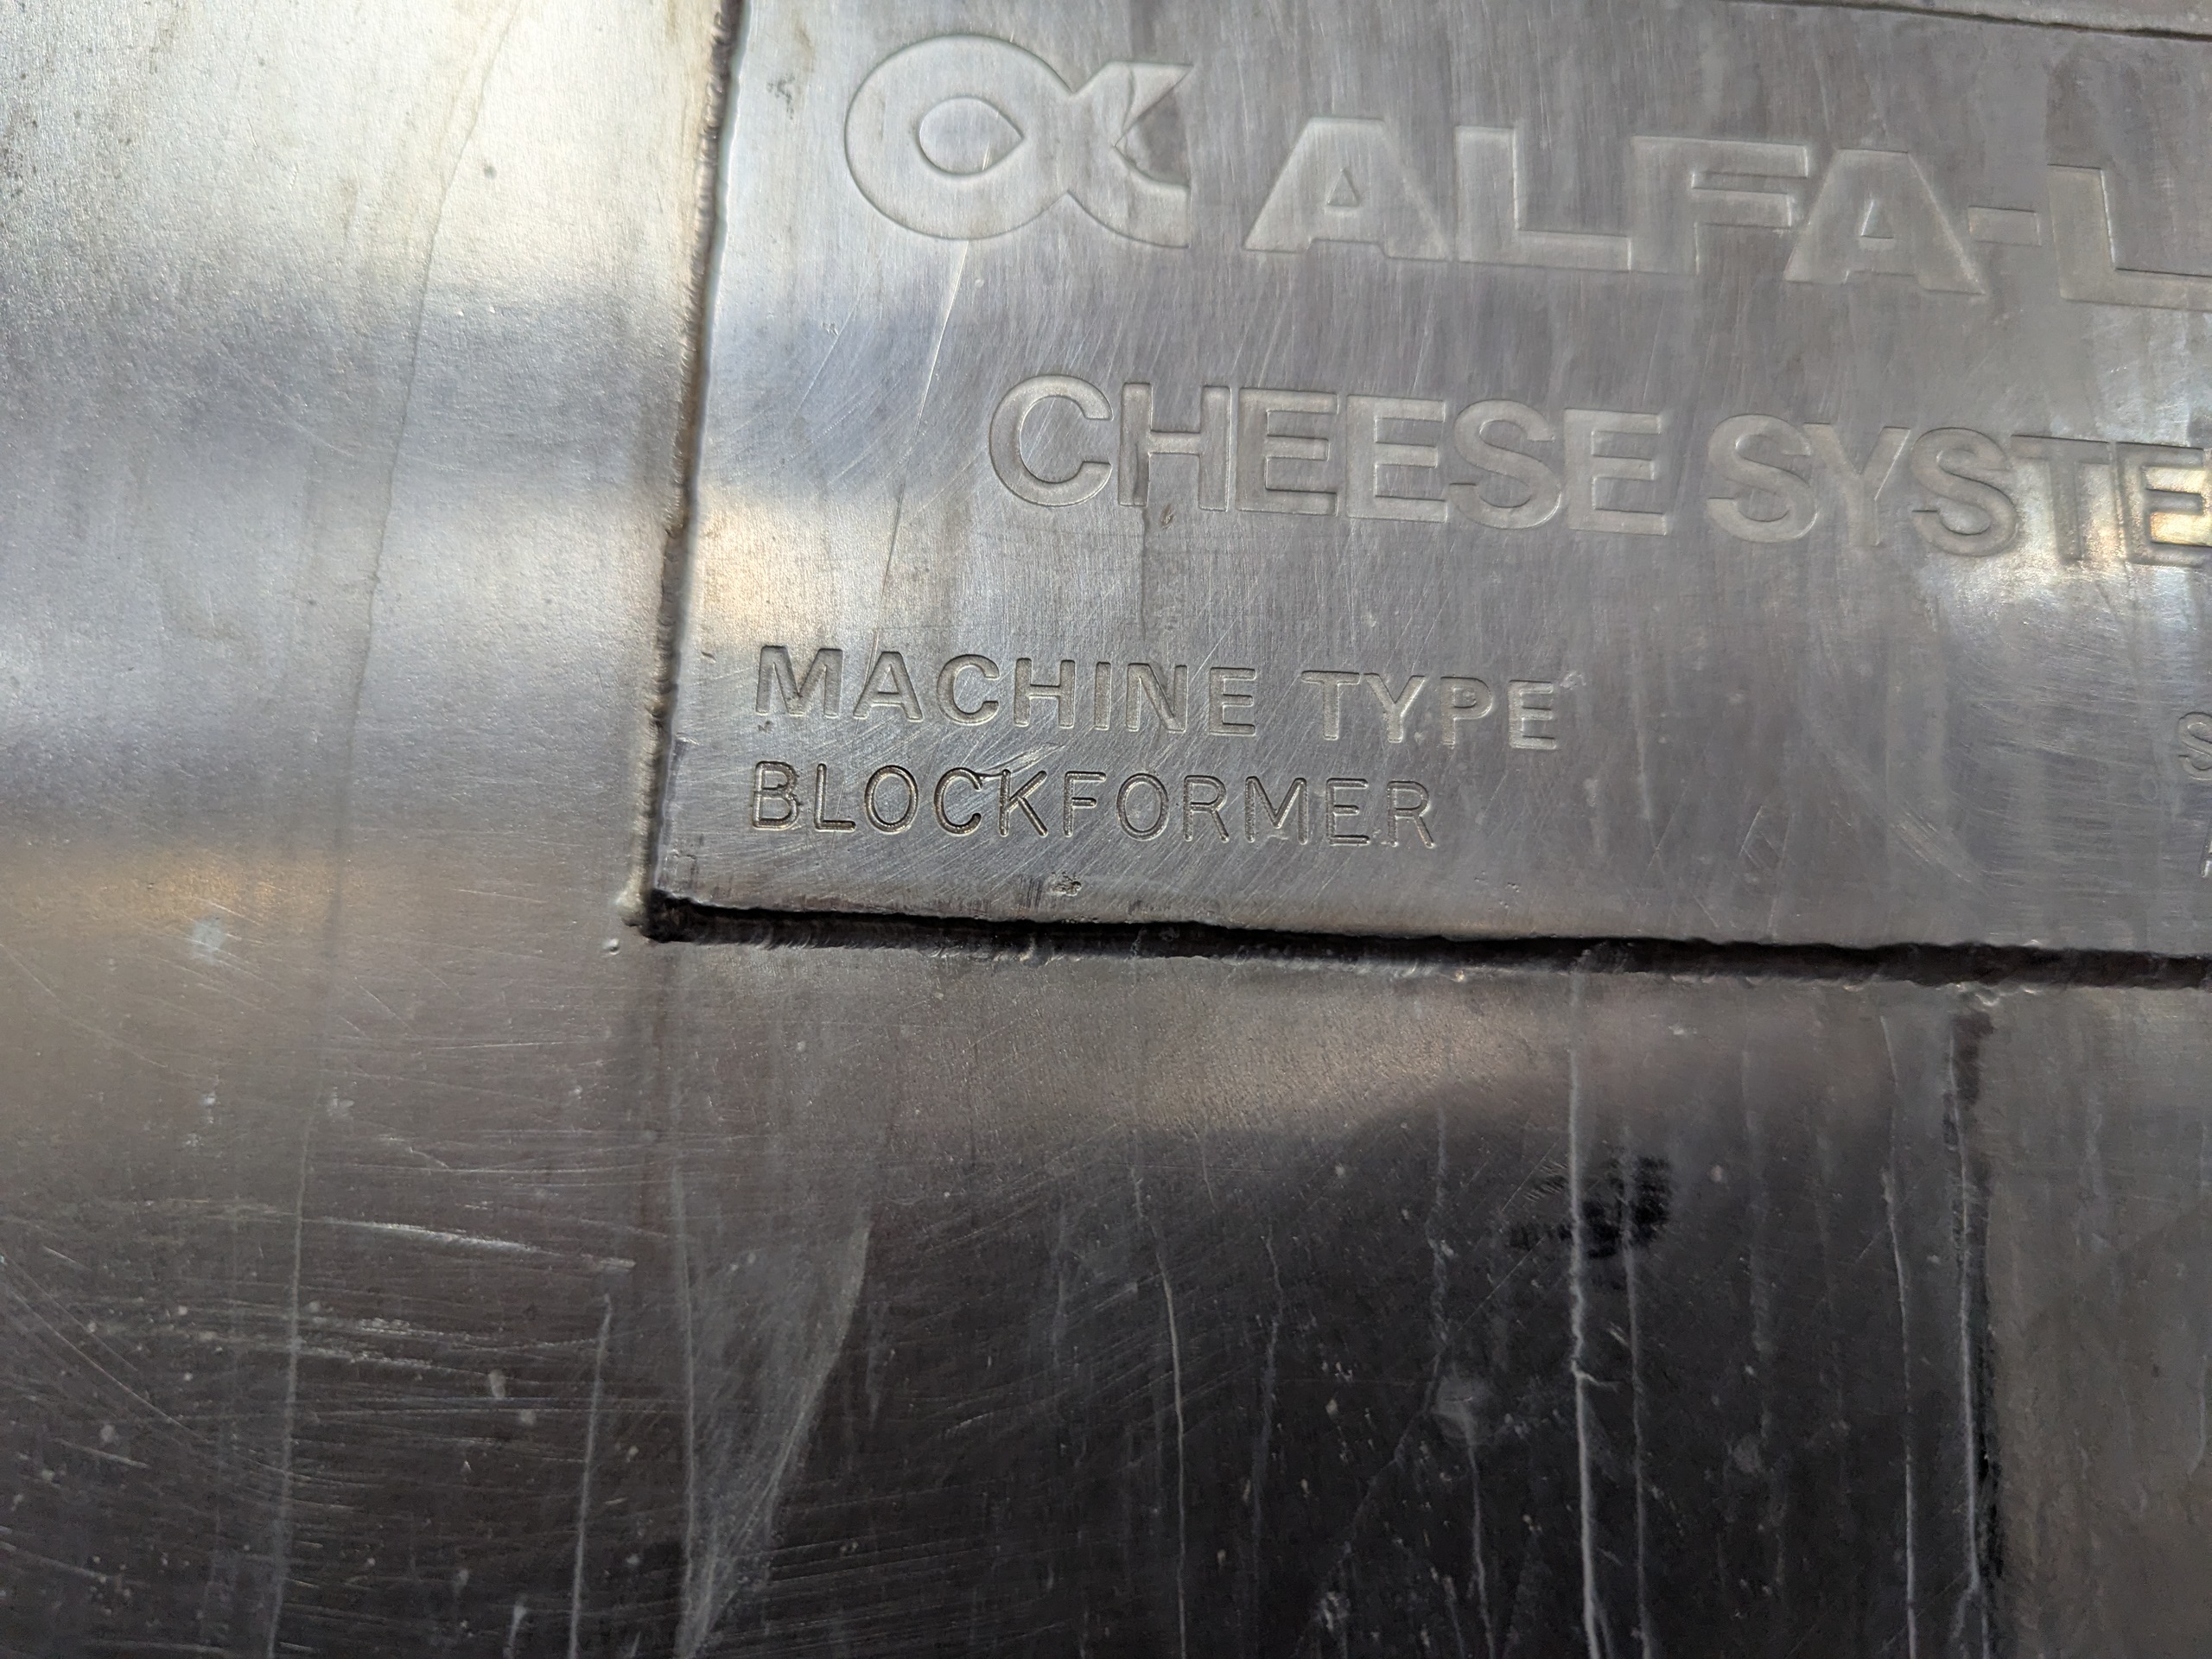 ALFA-L
CHEESE SYSTE
MACHINE TYPE
BLOCKFORMER